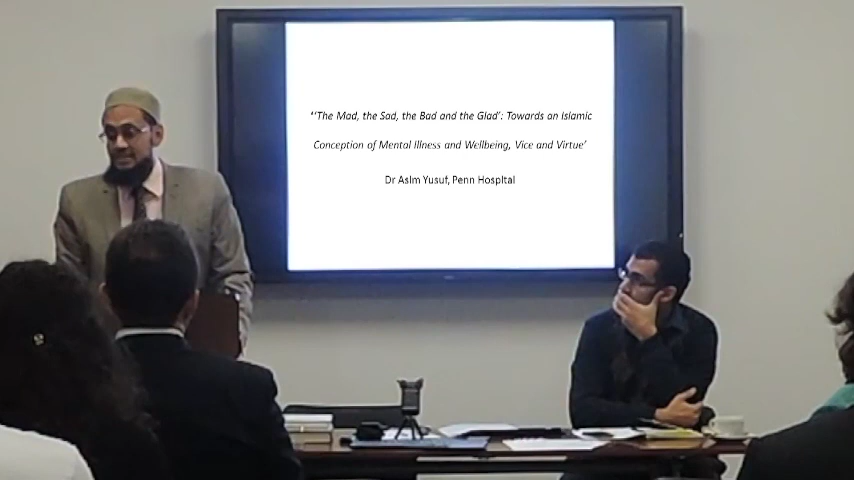 ‘‘The Mad, the Sad, the Bad and the Glad’: Towards an Islamic
Conception of Mental Illness and Wellbeing, Vice and Virtue’
Dr Asim Yusuf, Penn Hospital